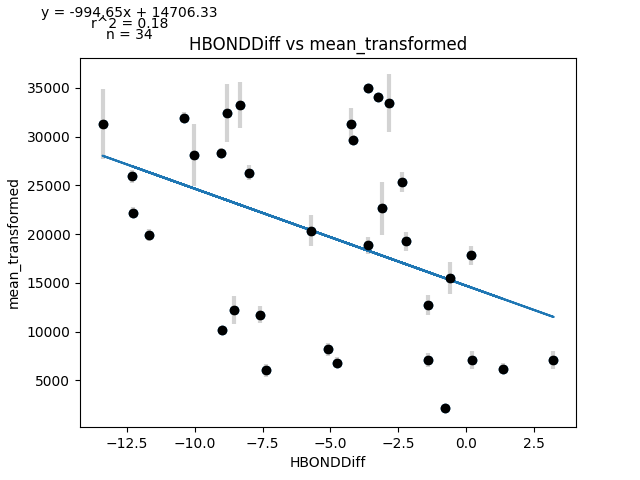 y = -994.65x + 14706.33
r^2 = 0.18
n = 34
HBONDDiff vs mean_transformed
mean_transformed
35000
30000
25000
20000
15000
10000
5000
−12.5 −10.0 −7.5 −5.0 −2.5 0.0 2.5
HBONDDiff